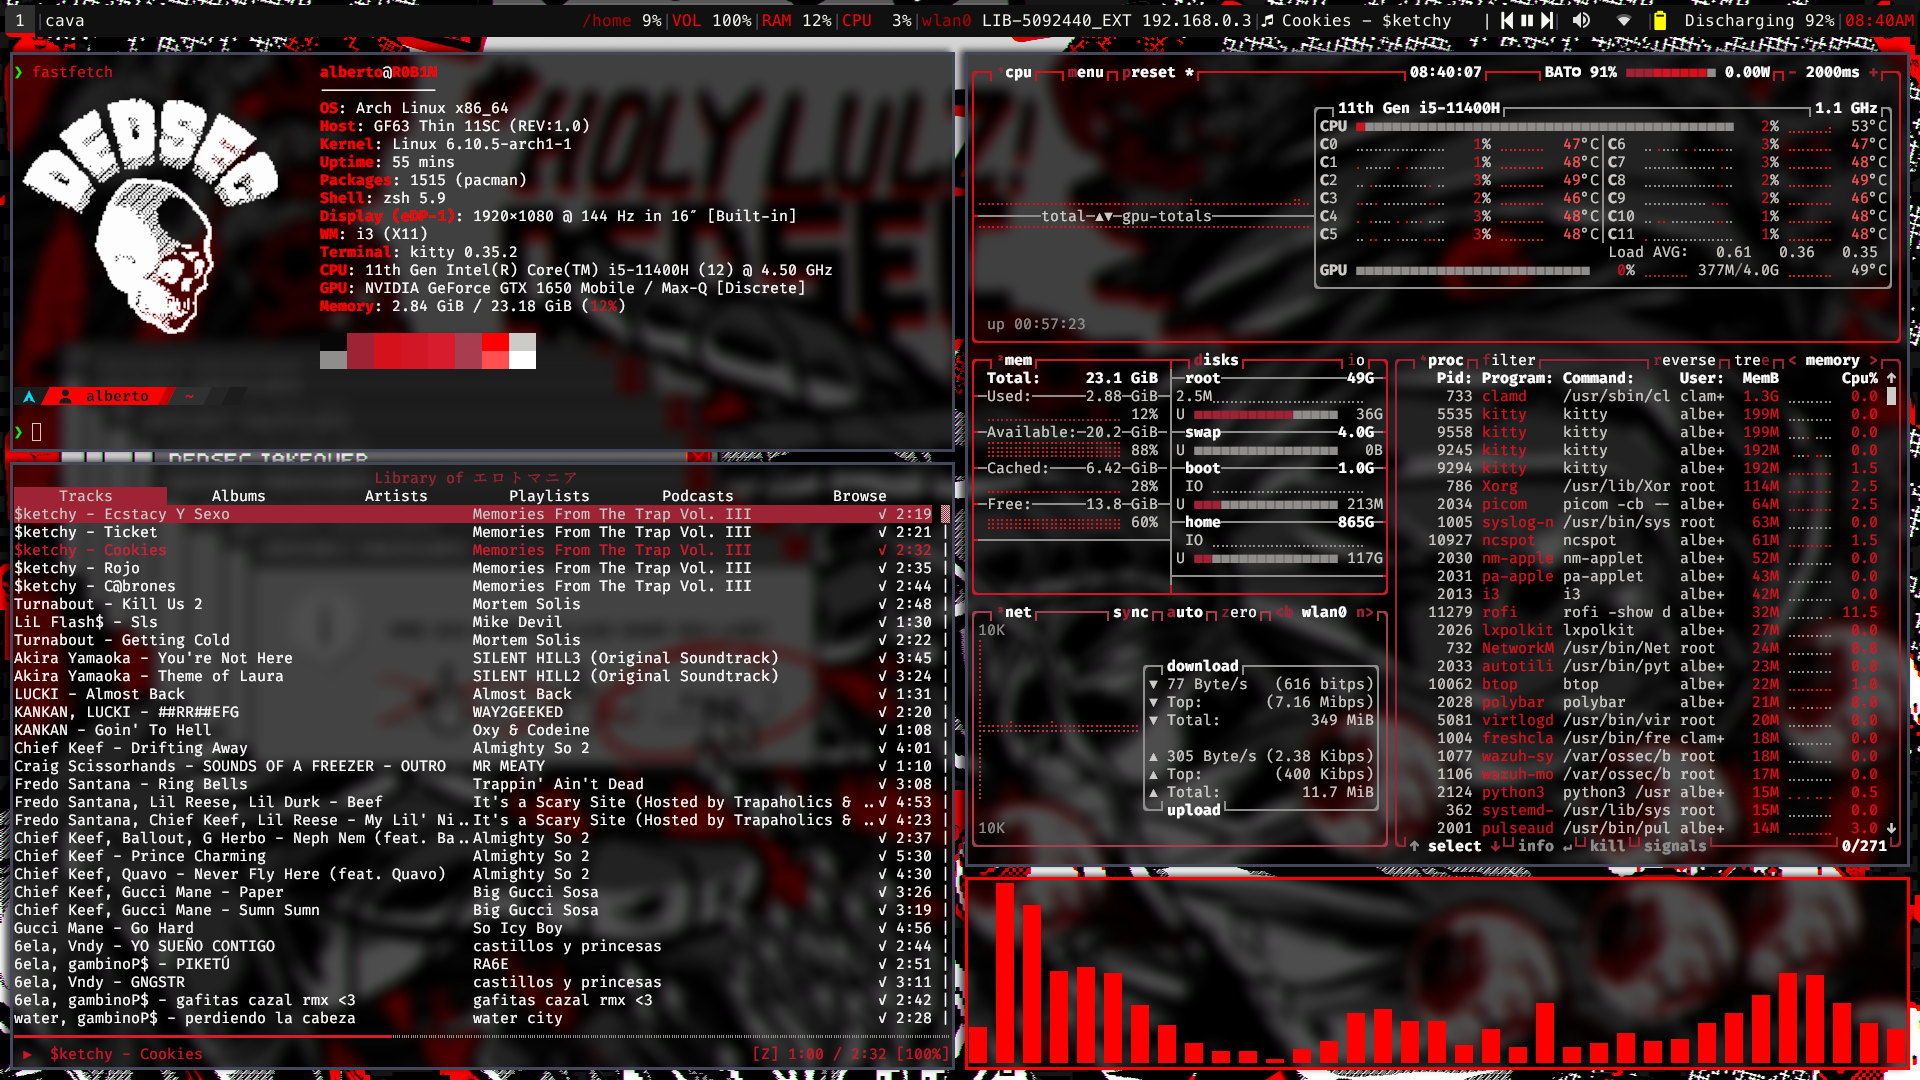 1 |cava /home 9%|VOL 100%|RAM 12%|CPU 3%|wlan0 LIB-5092440_EXT 192.168.0.3|♫ Cookies - $ketchy | Discharging 92%|08:40AM
❯ fastfetch
DEDSEC
alberto@R0B1N
OS: Arch Linux x86_64
Host: GF63 Thin 11SC (REV:1.0)
Kernel: Linux 6.10.5-arch1-1
Uptime: 55 mins
Packages: 1515 (pacman)
Shell: zsh 5.9
Display (eDP-1): 1920×1080 @ 144 Hz in 16″ [Built-in]
WM: i3 (X11)
Terminal: kitty 0.35.2
CPU: 11th Gen Intel(R) Core(TM) i5-11400H (12) @ 4.50 GHz
GPU: NVIDIA GeForce GTX 1650 Mobile / Max-Q [Discrete]
Memory: 2.84 GiB / 23.18 GiB (12%)
alberto ~
❯
HOLY LULZ!
DEDSEC TAKEOVER
Library of エロトマニア
Tracks Albums Artists Playlists Podcasts Browse
$ketchy - Ecstacy Y Sexo Memories From The Trap Vol. III √ 2:19
$ketchy - Ticket Memories From The Trap Vol. III √ 2:21
$ketchy - Cookies Memories From The Trap Vol. III √ 2:32
$ketchy - Rojo Memories From The Trap Vol. III √ 2:35
$ketchy - C@brones Memories From The Trap Vol. III √ 2:44
Turnabout - Kill Us 2 Mortem Solis √ 2:48
LiL Flash$ - Sls Mike Devil √ 1:30
Turnabout - Getting Cold Mortem Solis √ 2:22
Akira Yamaoka - You're Not Here SILENT HILL3 (Original Soundtrack) √ 3:45
Akira Yamaoka - Theme of Laura SILENT HILL2 (Original Soundtrack) √ 3:24
LUCKI - Almost Back Almost Back √ 1:31
KANKAN, LUCKI - ##RR##EFG WAY2GEEKED √ 2:20
KANKAN - Goin' To Hell Oxy & Codeine √ 1:08
Chief Keef - Drifting Away Almighty So 2 √ 4:01
Craig Scissorhands - SOUNDS OF A FREEZER - OUTRO MR MEATY √ 1:10
Fredo Santana - Ring Bells Trappin' Ain't Dead √ 3:08
Fredo Santana, Lil Reese, Lil Durk - Beef It's a Scary Site (Hosted by Trapaholics & ..√ 4:53
Fredo Santana, Chief Keef, Lil Reese - My Lil' Ni..It's a Scary Site (Hosted by Trapaholics & ..√ 4:23
Chief Keef, Ballout, G Herbo - Neph Nem (feat. Ba..Almighty So 2 √ 2:37
Chief Keef - Prince Charming Almighty So 2 √ 5:30
Chief Keef, Quavo - Never Fly Here (feat. Quavo) Almighty So 2 √ 4:30
Chief Keef, Gucci Mane - Paper Big Gucci Sosa √ 3:26
Chief Keef, Gucci Mane - Sumn Sumn Big Gucci Sosa √ 3:19
Gucci Mane - Go Hard So Icy Boy √ 4:56
6ela, Vndy - YO SUEÑO CONTIGO castillos y princesas √ 2:44
6ela, gambinoP$ - PIKETÚ RA6E √ 2:51
6ela, Vndy - GNGSTR castillos y princesas √ 3:11
6ela, gambinoP$ - gafitas cazal rmx <3 gafitas cazal rmx <3 √ 2:42
water, gambinoP$ - perdiendo la cabeza water city √ 2:28
▶ $ketchy - Cookies [Z] 1:00 / 2:32 [100%]
¹cpu menu preset * 08:40:07 BAT▽ 91% 0.00W - 2000ms +
11th Gen i5-11400H 1.1 GHz
CPU 2% 53°C
C0 1% 47°C C6 3% 47°C
C1 1% 48°C C7 3% 48°C
C2 3% 49°C C8 2% 49°C
C3 2% 46°C C9 2% 46°C
C4 3% 48°C C10 1% 48°C
C5 3% 48°C C11 1% 48°C
Load AVG: 0.61 0.36 0.35
GPU 0% 377M/4.0G 49°C
total ▲▼ gpu-totals
up 00:57:23
²mem disks io
Total: 23.1 GiB
Used: 2.88 GiB
12%
Available: 20.2 GiB
88%
Cached: 6.42 GiB
28%
Free: 13.8 GiB
60%
root 49G
2.5M
U 36G
swap 4.0G
U 0B
boot 1.0G
IO
U 213M
home 865G
IO
U 117G
³net sync auto zero <b wlan0 n>
10K
download
▼ 77 Byte/s (616 bitps)
▼ Top: (7.16 Mibps)
▼ Total: 349 MiB
▲ 305 Byte/s (2.38 Kibps)
▲ Top: (400 Kibps)
▲ Total: 11.7 MiB
upload
10K
⁴proc filter reverse tree < memory >
Pid: Program: Command: User: MemB Cpu% ↑
733 clamd /usr/sbin/cl clam+ 1.3G 0.0
5535 kitty kitty albe+ 199M 0.0
9558 kitty kitty albe+ 199M 0.0
9245 kitty kitty albe+ 192M 0.0
9294 kitty kitty albe+ 192M 1.5
786 Xorg /usr/lib/Xor root 114M 2.5
2034 picom picom -cb -- albe+ 64M 2.5
1005 syslog-n /usr/bin/sys root 63M 0.0
10927 ncspot ncspot albe+ 61M 1.5
2030 nm-apple nm-applet albe+ 52M 0.0
2031 pa-apple pa-applet albe+ 43M 0.0
2013 i3 i3 albe+ 42M 0.0
11279 rofi rofi -show d albe+ 32M 11.5
2026 lxpolkit lxpolkit albe+ 27M 0.0
732 NetworkM /usr/bin/Net root 24M 0.0
2033 autotili /usr/bin/pyt albe+ 23M 0.0
10062 btop btop albe+ 22M 1.0
2028 polybar polybar albe+ 21M 0.0
5081 virtlogd /usr/bin/vir root 20M 0.0
1004 freshcla /usr/bin/fre clam+ 18M 0.0
1077 wazuh-sy /var/ossec/b root 18M 0.0
1106 wazuh-mo /var/ossec/b root 17M 0.0
2124 python3 python3 /usr albe+ 15M 0.5
362 systemd- /usr/lib/sys root 15M 0.0
2001 pulseaud /usr/bin/pul albe+ 14M 3.0 ↓
↑ select ↓ info ↵ kill signals 0/271